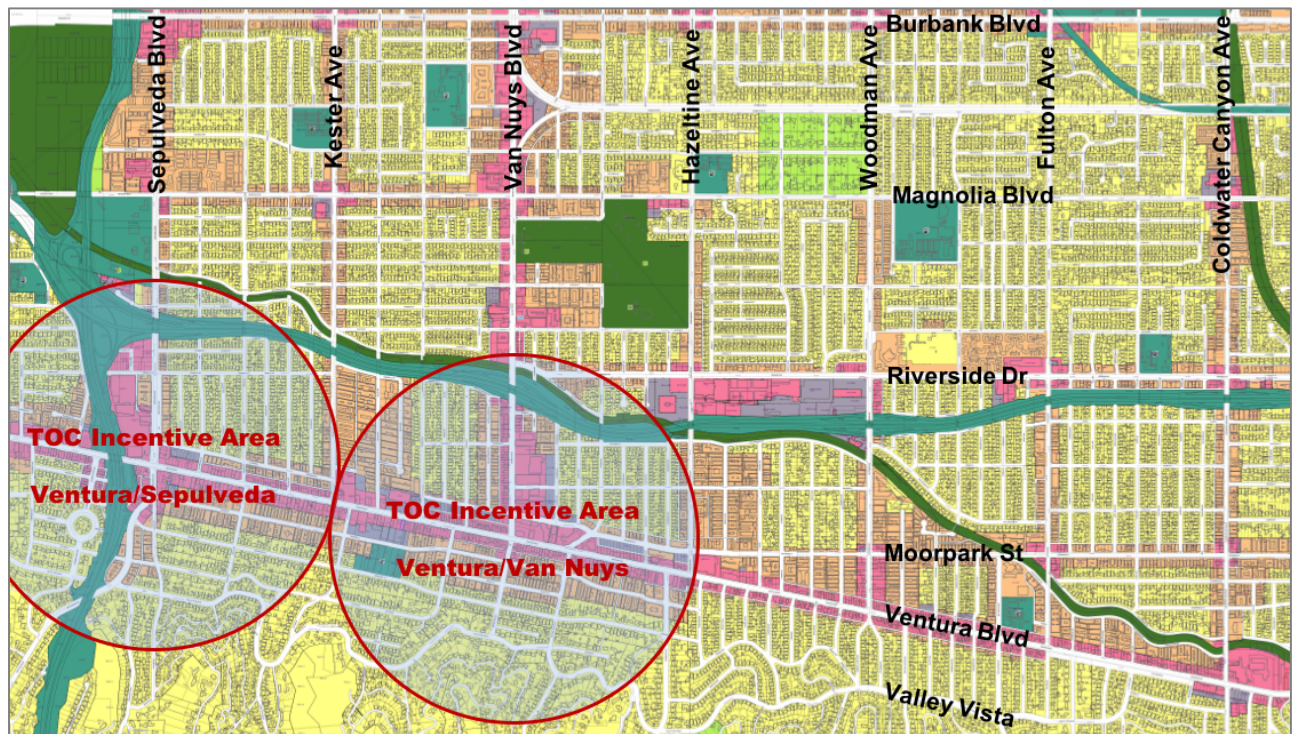 Burbank Blvd
Sepulveda Blvd
Kester Ave
Van Nuys Blvd
Hazeltine Ave
Woodman Ave
Fulton Ave
Coldwater Canyon Ave
Magnolia Blvd
Riverside Dr
TOC Incentive Area
Ventura/Sepulveda
TOC Incentive Area
Ventura/Van Nuys
Moorpark St
Ventura Blvd
Valley Vista